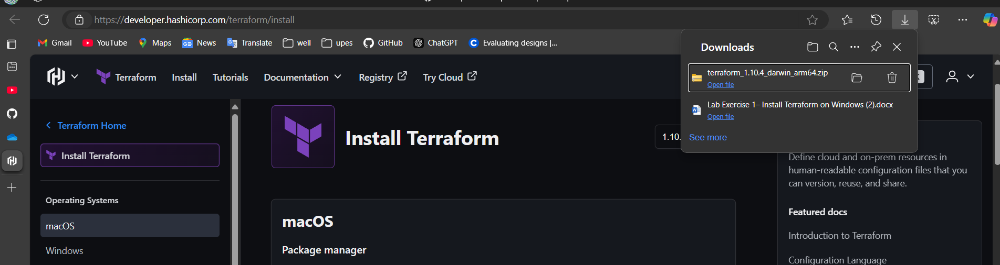 https://developer.hashicorp.com/terraform/install
Gmail
YouTube
Maps
News
Translate
well
upes
GitHub
ChatGPT
Evaluating designs |...
Downloads
terraform_1.10.4_darwin_arm64.zip
Open file
Lab Exercise 1– Install Terraform on Windows (2).docx
Open file
See more
Terraform
Install
Tutorials
Documentation
Registry
Try Cloud
Terraform Home
Install Terraform
Operating Systems
macOS
Windows
Install Terraform
1.10.
macOS
Package manager
Define cloud and on-prem resources in
human-readable configuration files that you
can version, reuse, and share.
Featured docs
Introduction to Terraform
Configuration Language